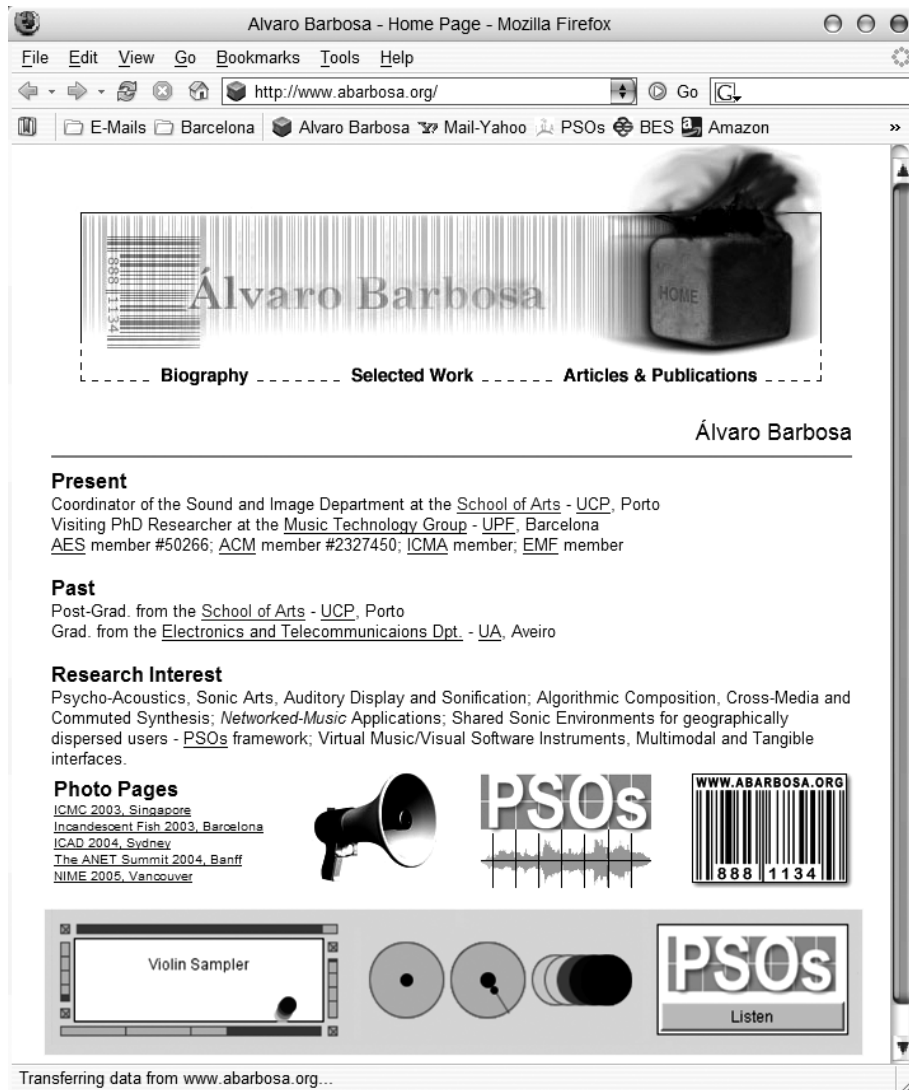 Alvaro Barbosa - Home Page - Mozilla Firefox
File Edit View Go Bookmarks Tools Help
http://www.abarbosa.org/ Go G
E-Mails Barcelona Alvaro Barbosa Mail-Yahoo PSOs BES Amazon »
888 1134
Álvaro Barbosa
HOME
Biography Selected Work Articles & Publications
Álvaro Barbosa
Present
Coordinator of the Sound and Image Department at the School of Arts - UCP, Porto
Visiting PhD Researcher at the Music Technology Group - UPF, Barcelona
AES member #50266; ACM member #2327450; ICMA member; EMF member
Past
Post-Grad. from the School of Arts - UCP, Porto
Grad. from the Electronics and Telecommunicaions Dpt. - UA, Aveiro
Research Interest
Psycho-Acoustics, Sonic Arts, Auditory Display and Sonification; Algorithmic Composition, Cross-Media and
Commuted Synthesis; Networked-Music Applications; Shared Sonic Environments for geographically
dispersed users - PSOs framework; Virtual Music/Visual Software Instruments, Multimodal and Tangible
interfaces.
Photo Pages
ICMC 2003, Singapore
Incandescent Fish 2003, Barcelona
ICAD 2004, Sydney
The ANET Summit 2004, Banff
NIME 2005, Vancouver
PSOs
WWW.ABARBOSA.ORG
888 1134
Violin Sampler
PSOs
Listen
Transferring data from www.abarbosa.org...